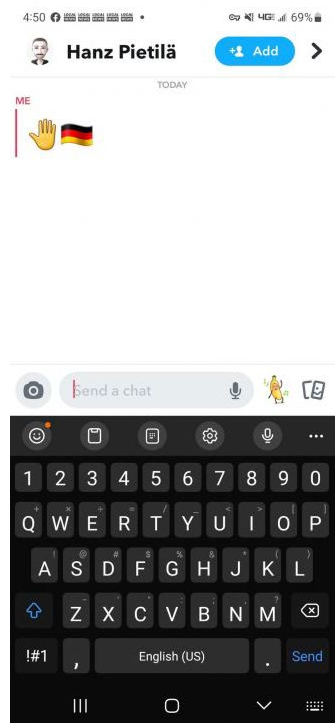 4:50
4GE 69%
Hanz Pietilä
Add
TODAY
ME
Send a chat
1 2 3 4 5 6 7 8 9 0
Q W E R T Y U I O P
A S D F G H J K L
Z X C V B N M
!#1 , English (US) . Send